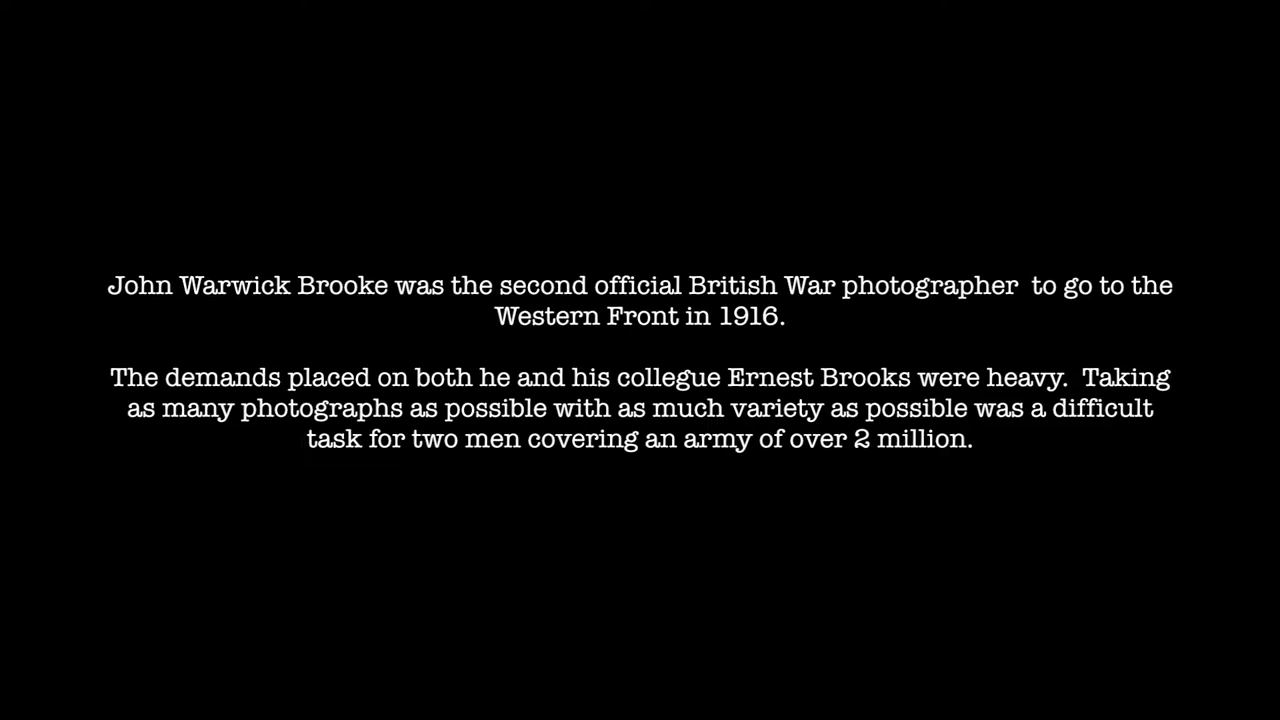 John Warwick Brooke was the second official British War photographer  to go to the
Western Front in 1916.
The demands placed on both he and his collegue Ernest Brooks were heavy.  Taking
as many photographs as possible with as much variety as possible was a difficult
task for two men covering an army of over 2 million.